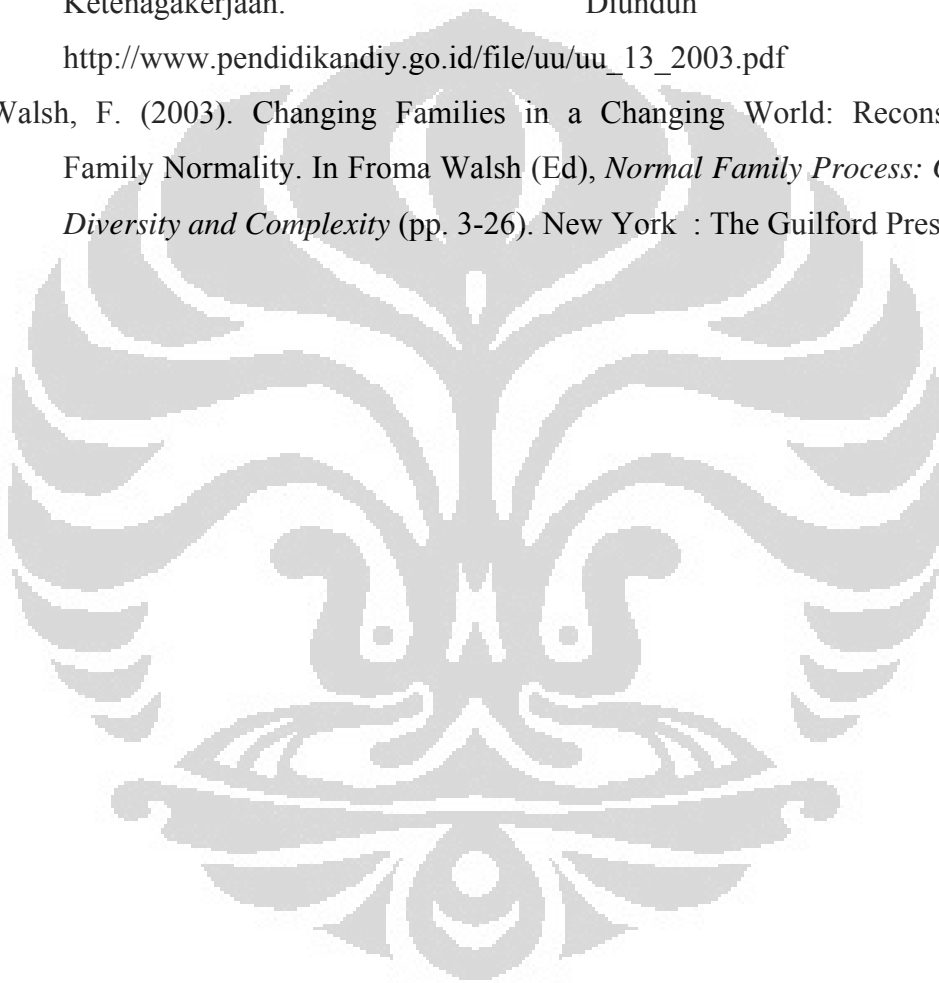 Ketenagakerjaan. Diunduh
http://www.pendidikandiy.go.id/file/uu/uu_13_2003.pdf
Walsh, F. (2003). Changing Families in a Changing World: Recons
Family Normality. In Froma Walsh (Ed), Normal Family Process:
Diversity and Complexity (pp. 3-26). New York : The Guilford Pres